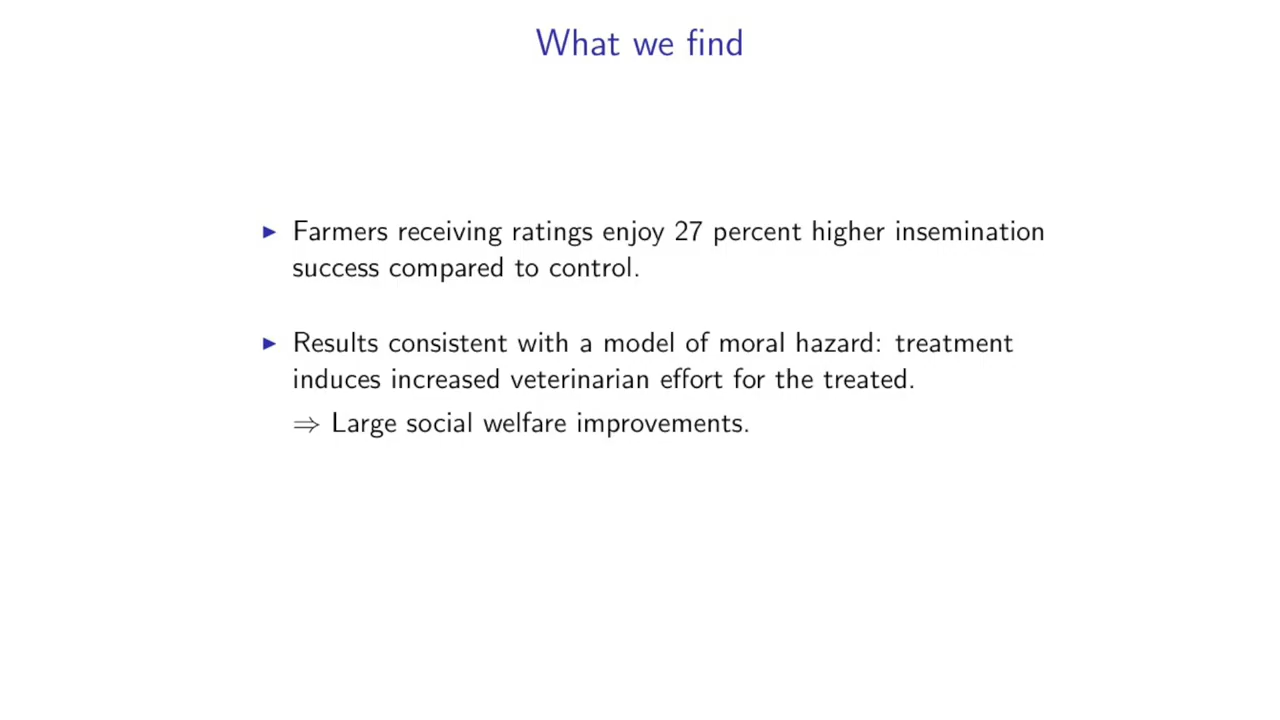 What we find
▶ Farmers receiving ratings enjoy 27 percent higher insemination
success compared to control.
▶ Results consistent with a model of moral hazard: treatment
induces increased veterinarian effort for the treated.
⇒ Large social welfare improvements.